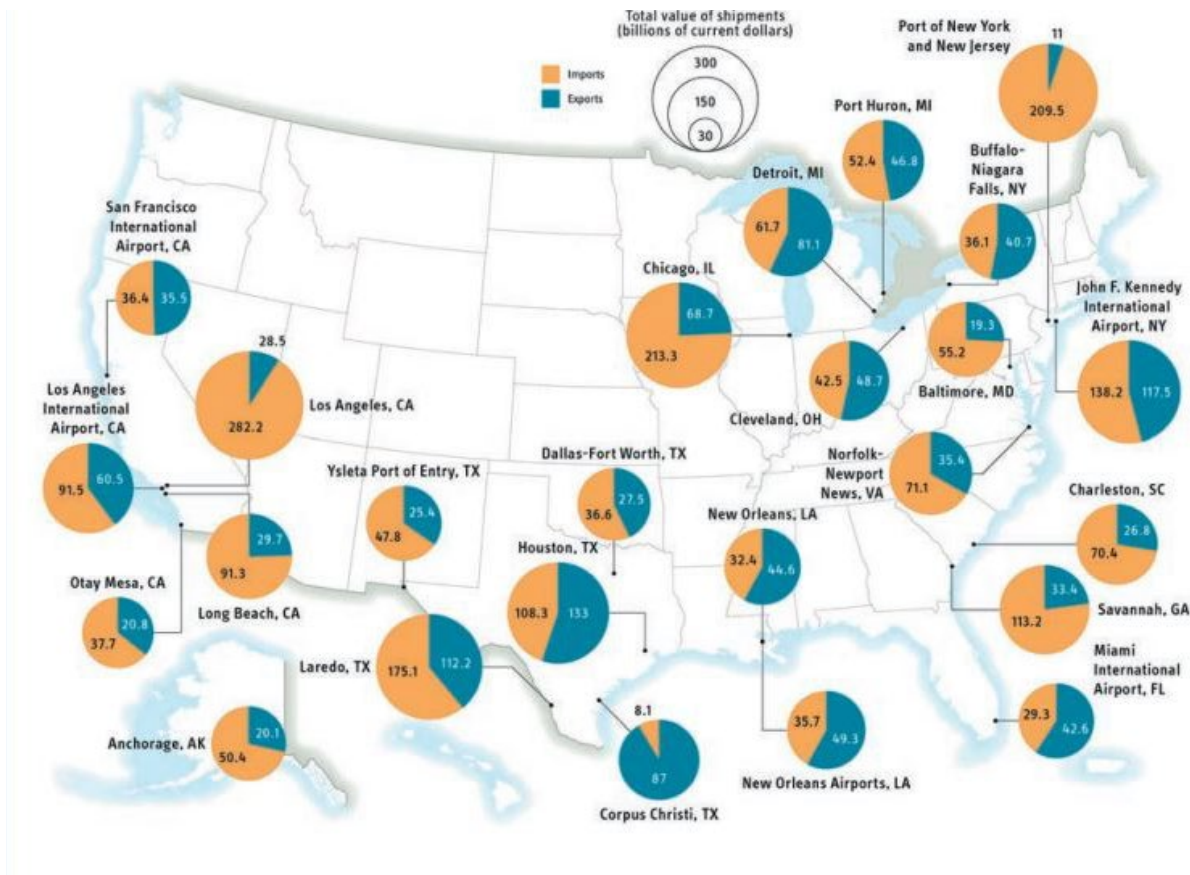 Total value of shipments
(billions of current dollars)
300
150
30
Imports
Exports
Port of New York
and New Jersey
11
209.5
Port Huron, MI
52.4
46.8
Buffalo-
Niagara
Falls, NY
36.1
40.7
Detroit, MI
61.7
81.1
San Francisco
International
Airport, CA
36.4
35.5
Chicago, IL
68.7
213.3
John F. Kennedy
International
Airport, NY
138.2
117.5
19.3
55.2
Baltimore, MD
42.5
48.7
Cleveland, OH
28.5
Los Angeles, CA
282.2
Los Angeles
International
Airport, CA
91.5
60.5
Ysleta Port of Entry, TX
25.4
47.8
Dallas-Fort Worth, TX
27.5
36.6
Norfolk-
Newport
News, VA
35.4
71.1
Charleston, SC
26.8
70.4
New Orleans, LA
32.4
44.6
Houston, TX
108.3
133
29.7
91.3
Long Beach, CA
Otay Mesa, CA
20.8
37.7
33.4
113.2
Savannah, GA
Laredo, TX
175.1
112.2
Miami
International
Airport, FL
29.3
42.6
8.1
87
Corpus Christi, TX
35.7
49.3
New Orleans Airports, LA
Anchorage, AK
20.1
50.4